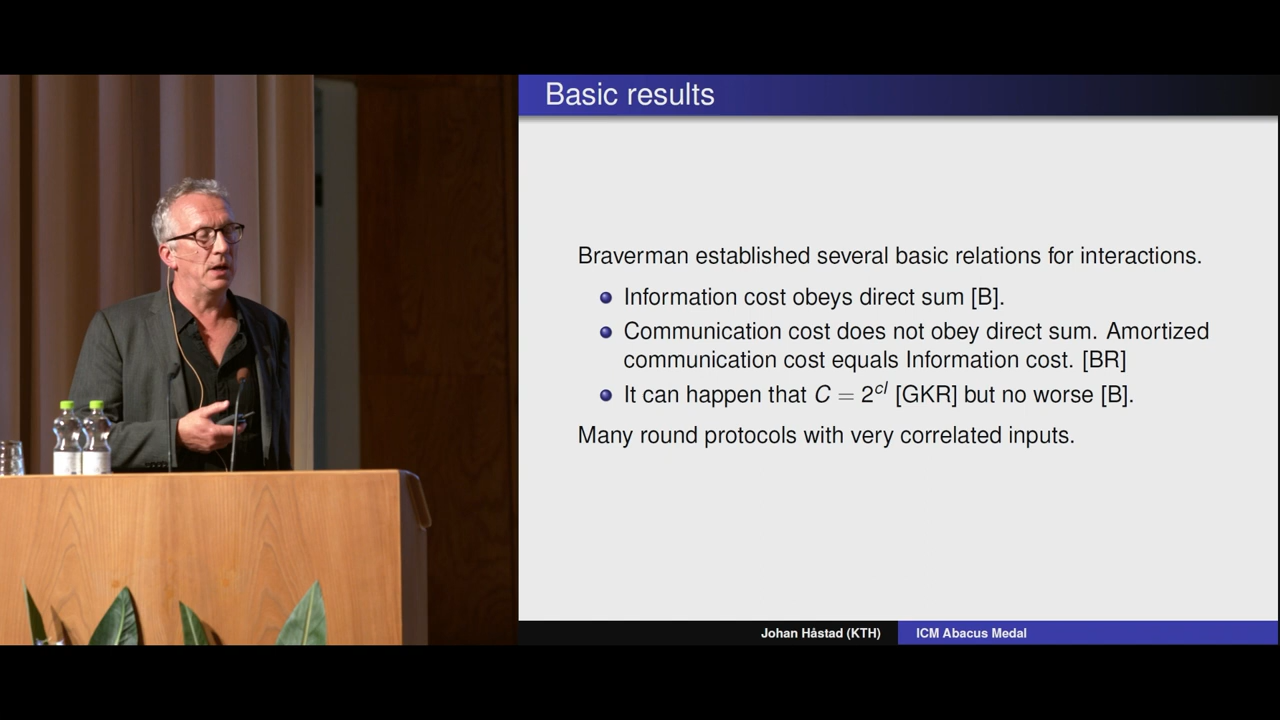 Basic results
Braverman established several basic relations for interactions.
Information cost obeys direct sum [B].
Communication cost does not obey direct sum. Amortized
communication cost equals Information cost. [BR]
It can happen that C = 2^{cI} [GKR] but no worse [B].
Many round protocols with very correlated inputs.
Johan Håstad (KTH)
ICM Abacus Medal